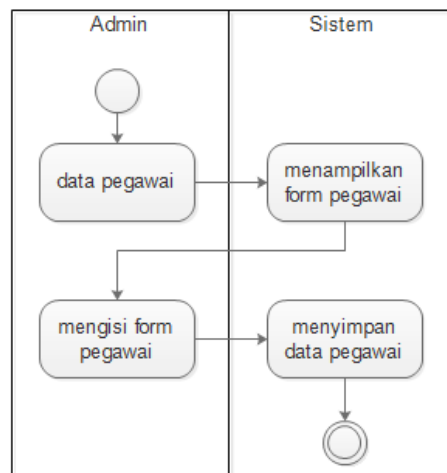 Admin
Sistem
data pegawai
menampilkan
form pegawai
mengisi form
pegawai
menyimpan
data pegawai